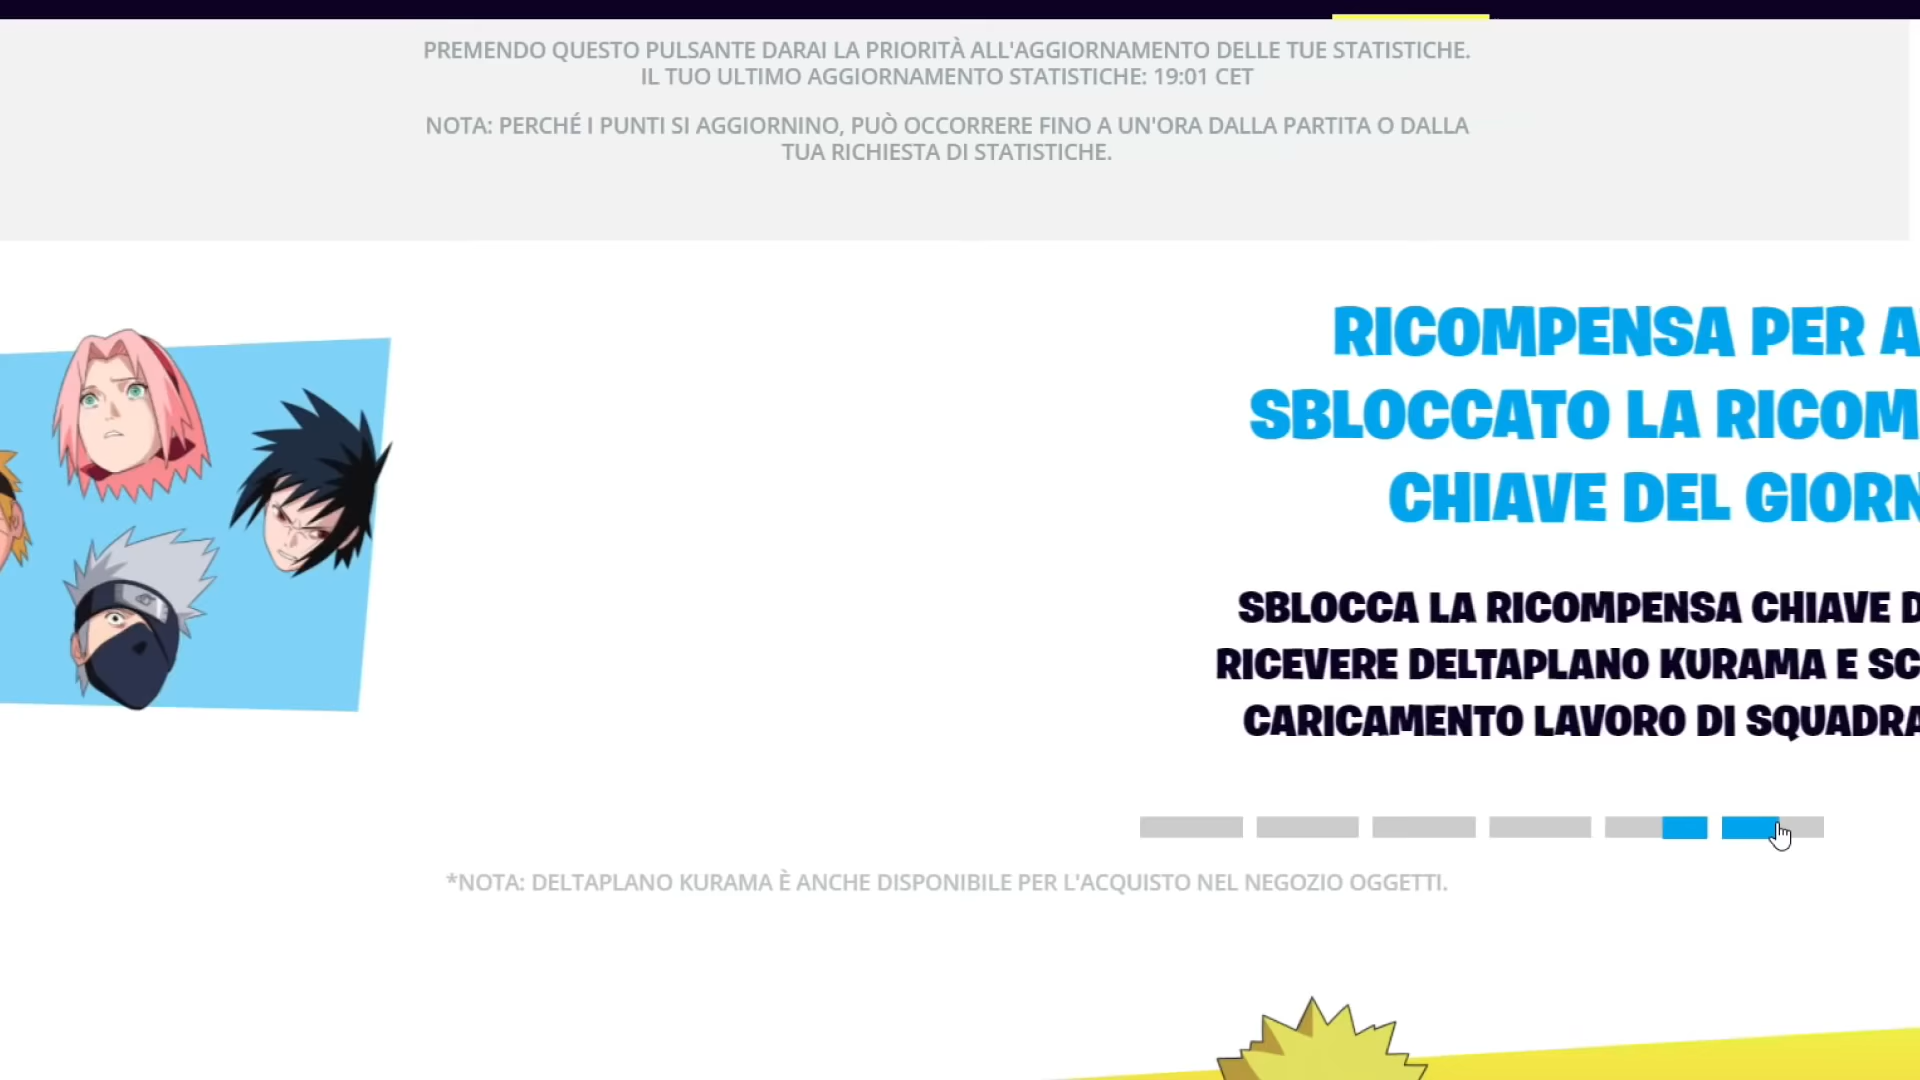 PREMENDO QUESTO PULSANTE DARAI LA PRIORITÀ ALL'AGGIORNAMENTO DELLE TUE STATISTICHE.
IL TUO ULTIMO AGGIORNAMENTO STATISTICHE: 19:01 CET
NOTA: PERCHÉ I PUNTI SI AGGIORNINO, PUÒ OCCORRERE FINO A UN'ORA DALLA PARTITA O DALLA
TUA RICHIESTA DI STATISTICHE.
RICOMPENSA PER A
SBLOCCATO LA RICOM
CHIAVE DEL GIORN
SBLOCCA LA RICOMPENSA CHIAVE D
RICEVERE DELTAPLANO KURAMA E SC
CARICAMENTO LAVORO DI SQUADRA
*NOTA: DELTAPLANO KURAMA È ANCHE DISPONIBILE PER L'ACQUISTO NEL NEGOZIO OGGETTI.